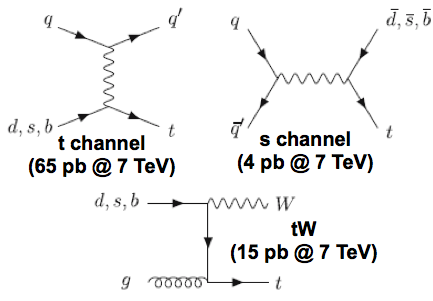 q
q′
d, s, b
t
t channel
(65 pb @ 7 TeV)
q
d̄, s̄, b̄
q̄′
t
s channel
(4 pb @ 7 TeV)
d, s, b
W
tW
(15 pb @ 7 TeV)
g
t